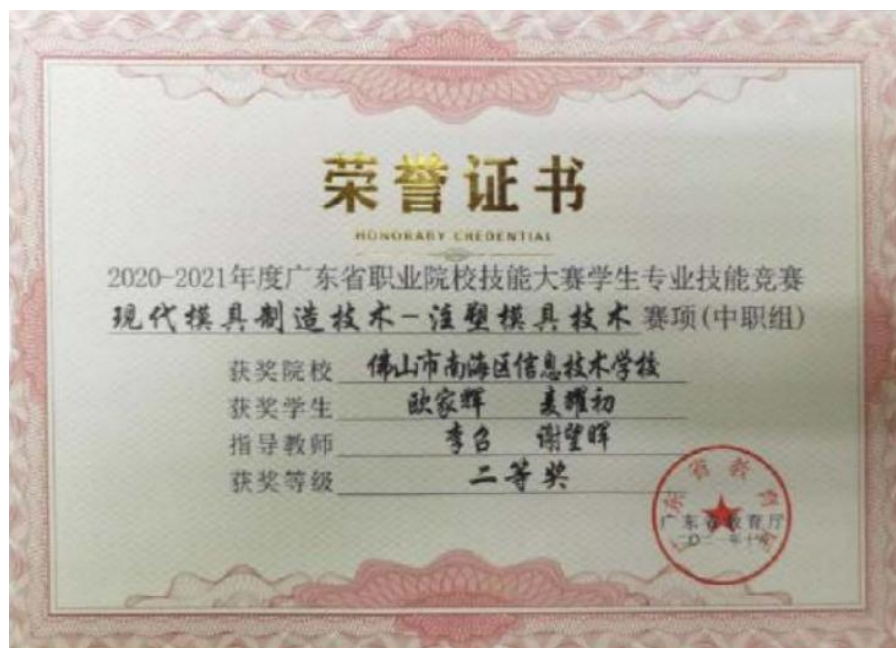 荣誉证书
HONORARY CREDENTIAL
2020-2021年度广东省职业院校技能大赛学生专业技能竞赛
现代模具制造技术-注塑模具技术 赛项(中职组)
获奖院校 佛山市南海区信息技术学校
获奖学生 欧家辉 麦耀初
指导教师 李召 谢望晖
获奖等级 二等奖
广东省教育厅